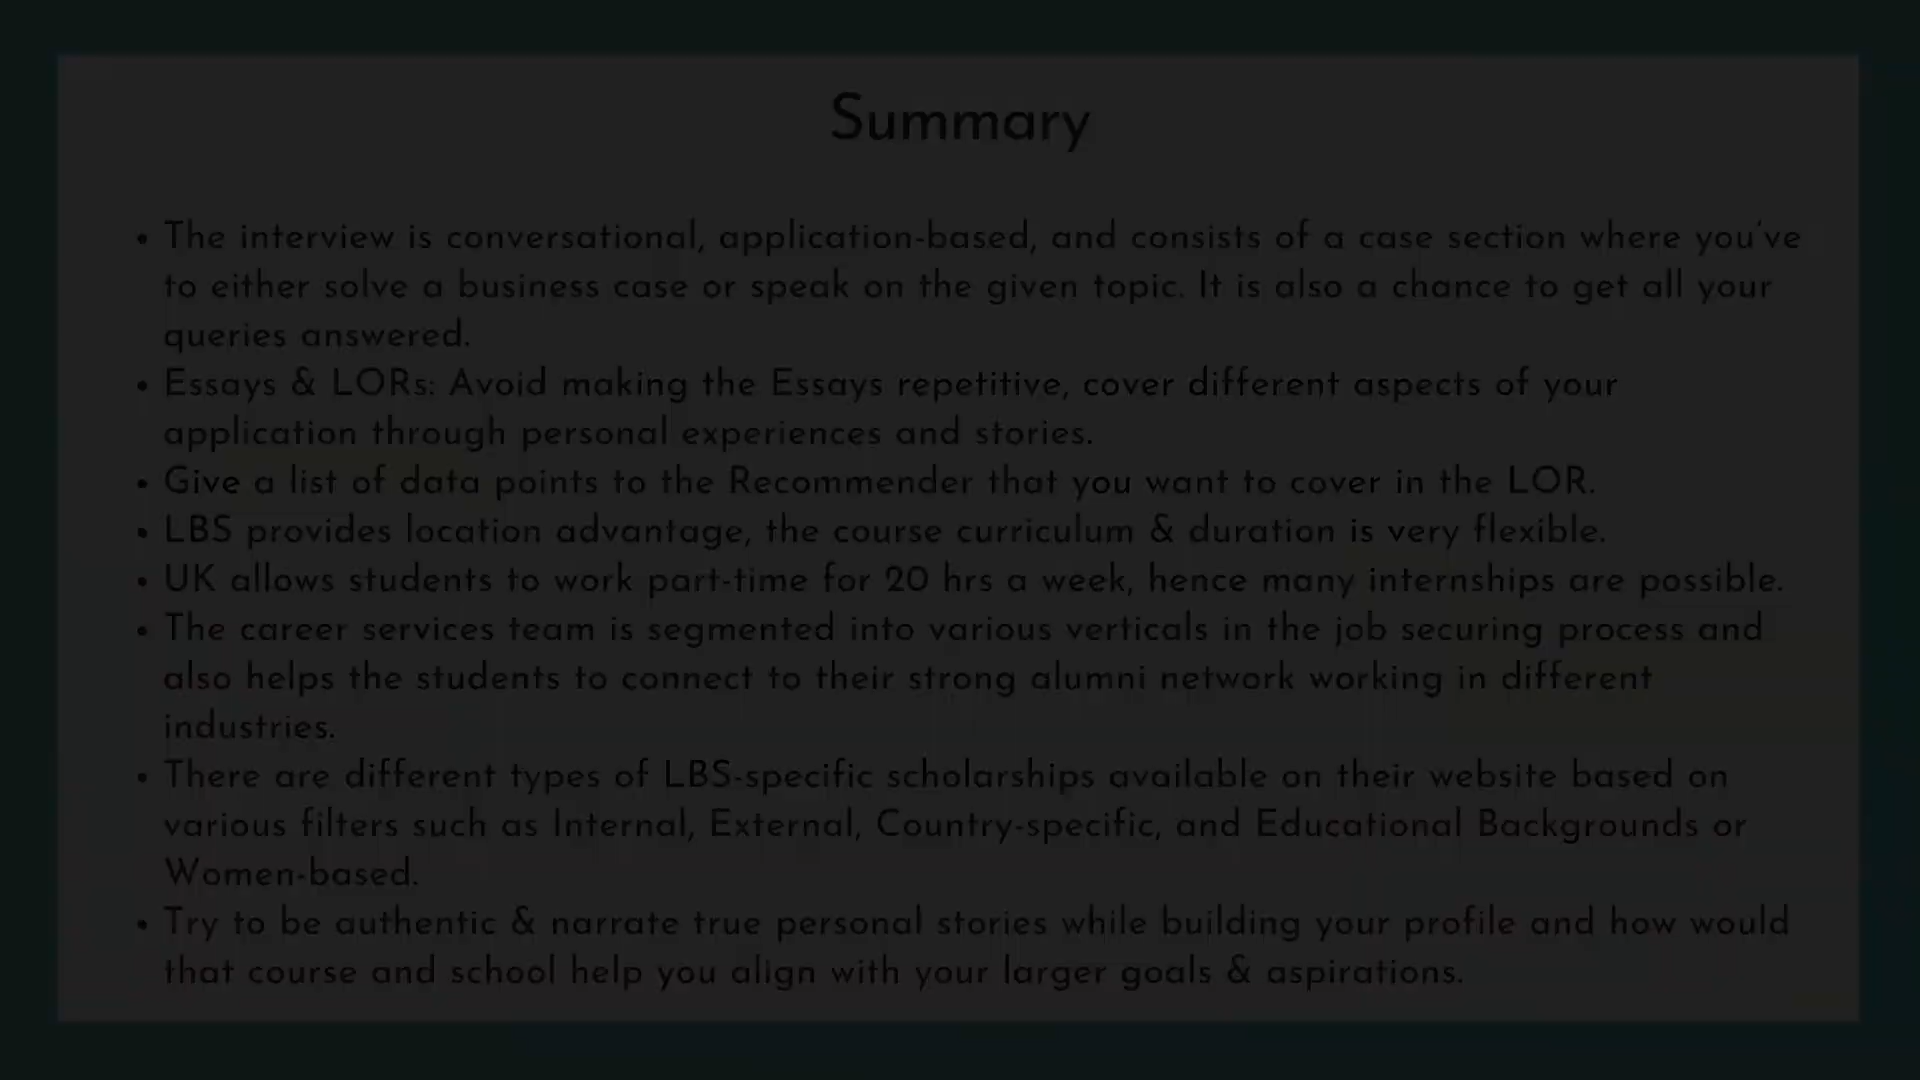 Summary
• The interview is conversational, application-based, and consists of a case section where you've
to either solve a business case or speak on the given topic. It is also a chance to get all your
queries answered.
• Essays & LORs: Avoid making the Essays repetitive, cover different aspects of your
application through personal experiences and stories.
• Give a list of data points to the Recommender that you want to cover in the LOR.
• LBS provides location advantage, the course curriculum & duration is very flexible.
• UK allows students to work part-time for 20 hrs a week, hence many internships are possible.
• The career services team is segmented into various verticals in the job securing process and
also helps the students to connect to their strong alumni network working in different
industries.
• There are different types of LBS-specific scholarships available on their website based on
various filters such as Internal, External, Country-specific, and Educational Backgrounds or
Women-based.
• Try to be authentic & narrate true personal stories while building your profile and how would
that course and school help you align with your larger goals & aspirations.